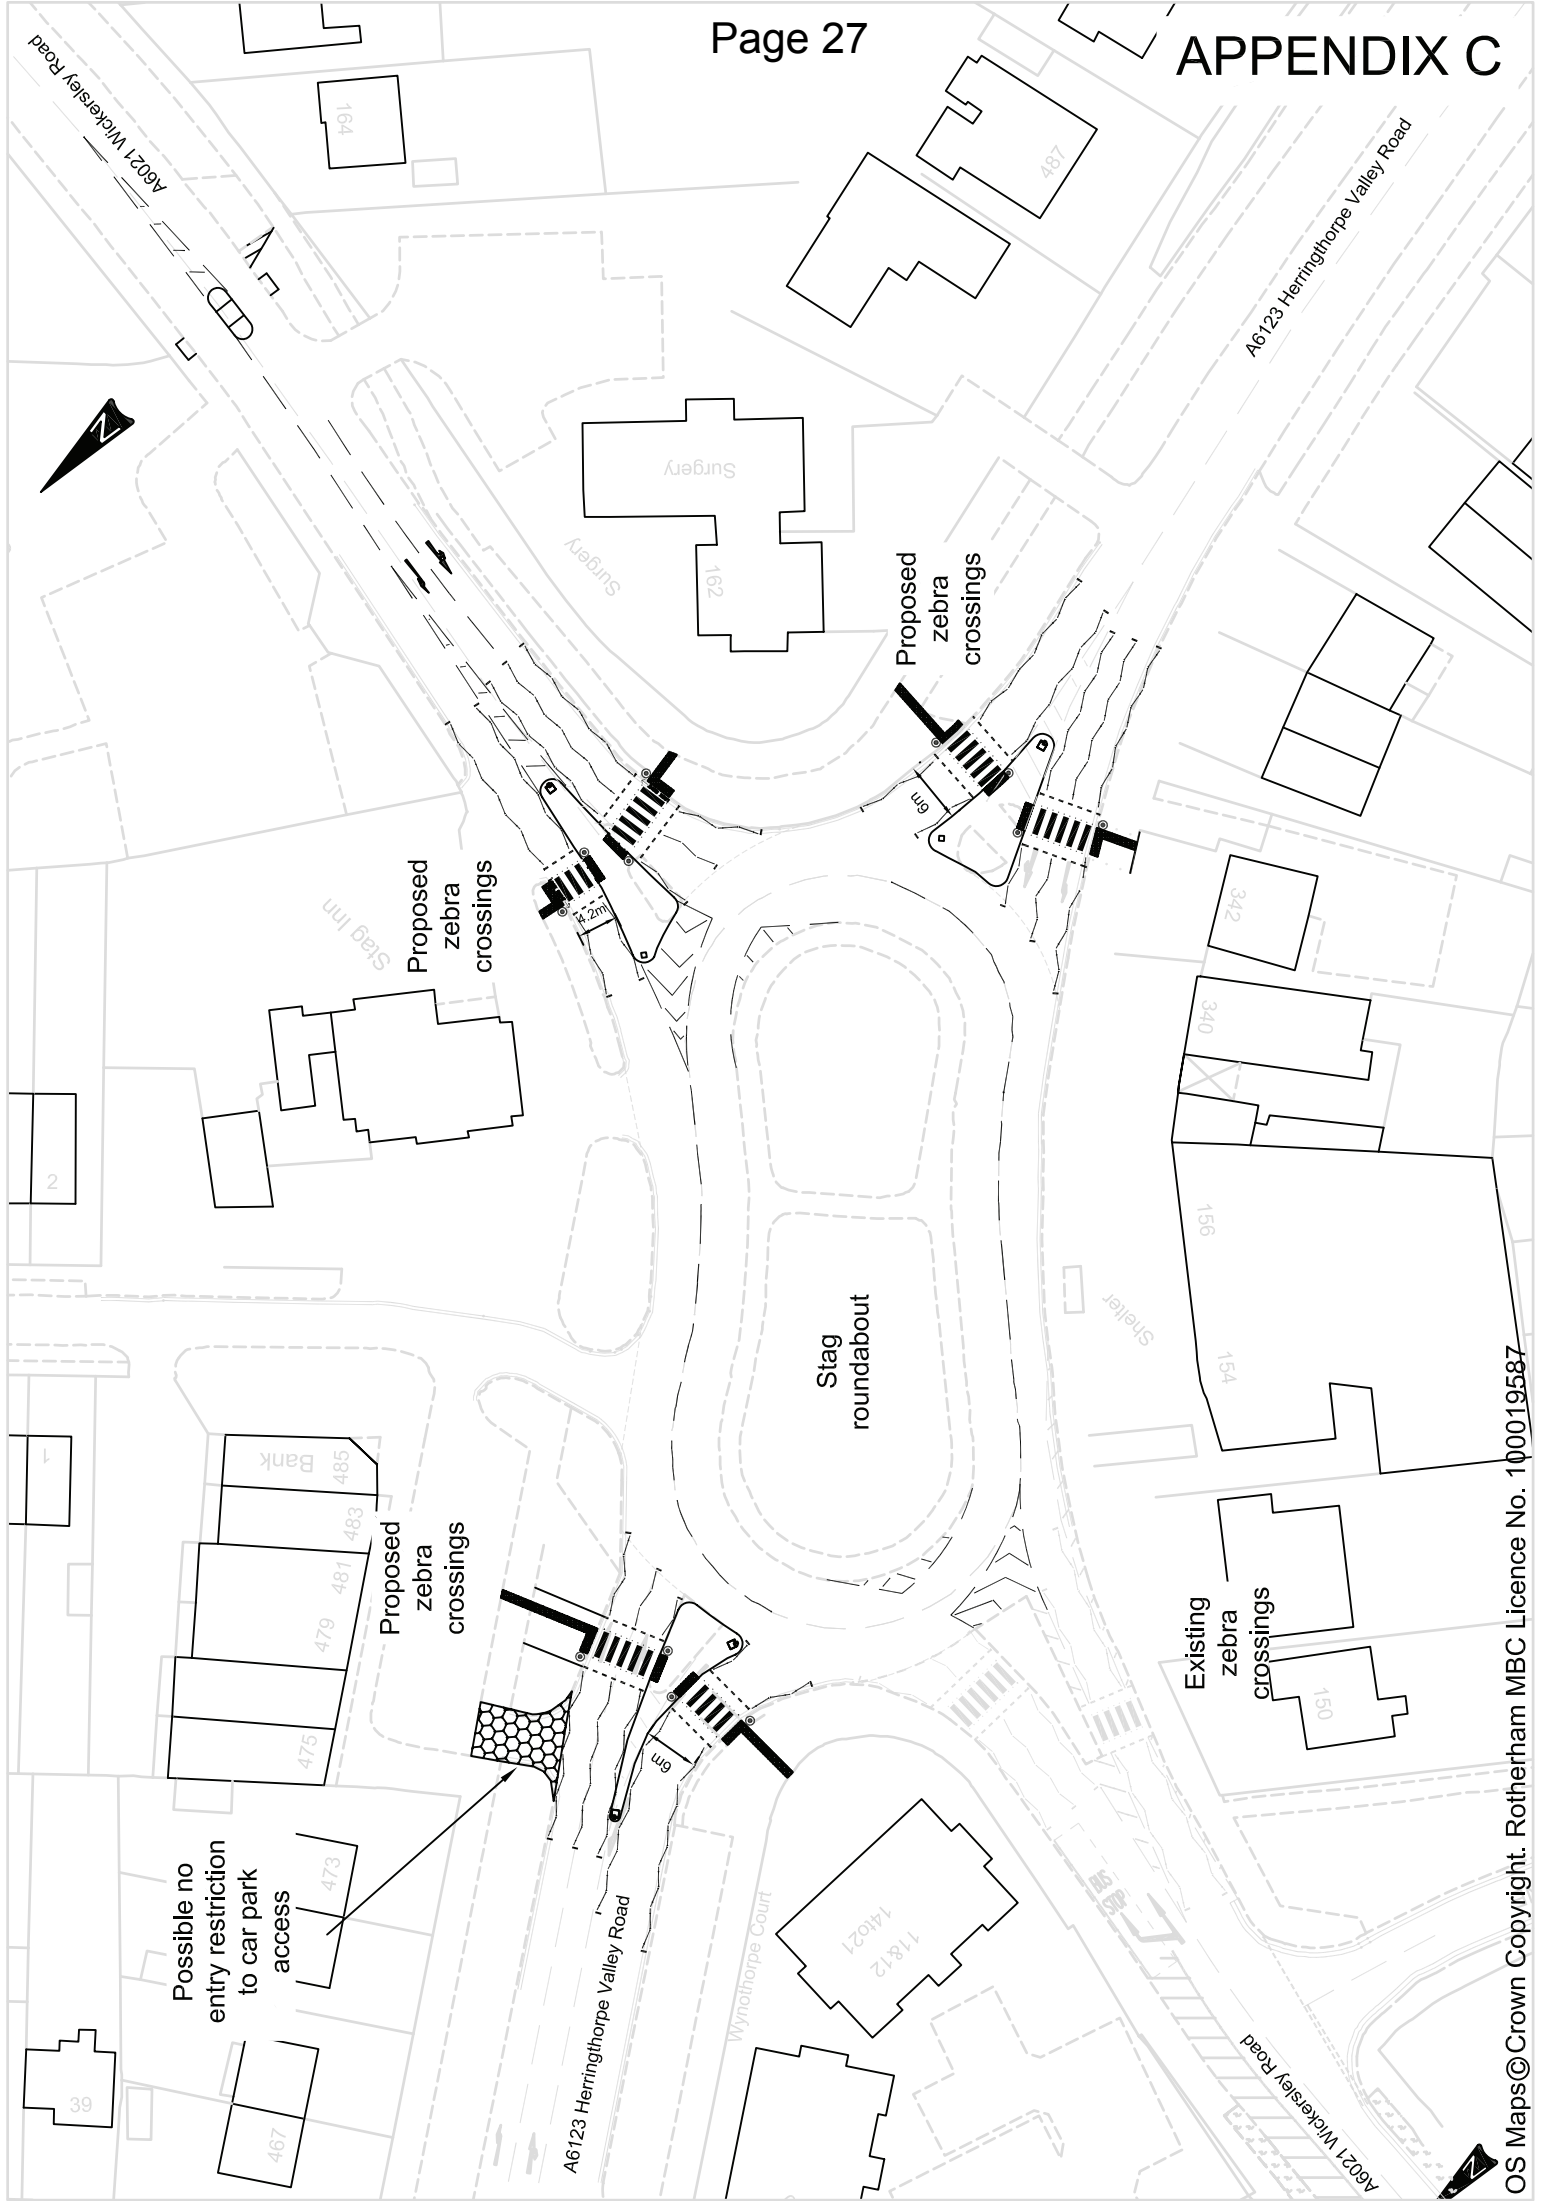 Page 27
APPENDIX C
A6021 Wickersley Road
164
487
A6123 Herringthorpe Valley Road
N
Surgery
Surgery
162
Proposed
zebra
crossings
6m
Proposed
zebra
crossings
4.2m
Stag Inn
342
340
2
156
Shelter
154
Stag
roundabout
1
Bank
485
483
481
479
475
Proposed
zebra
crossings
6m
Existing
zebra
crossings
150
Possible no
entry restriction
to car park
access
473
A6123 Herringthorpe Valley Road
Wynothorpe Court
14to21
11&12
39
467
A6021 Wickersley Road
N
OS Maps©Crown Copyright. Rotherham MBC Licence No. 100019587